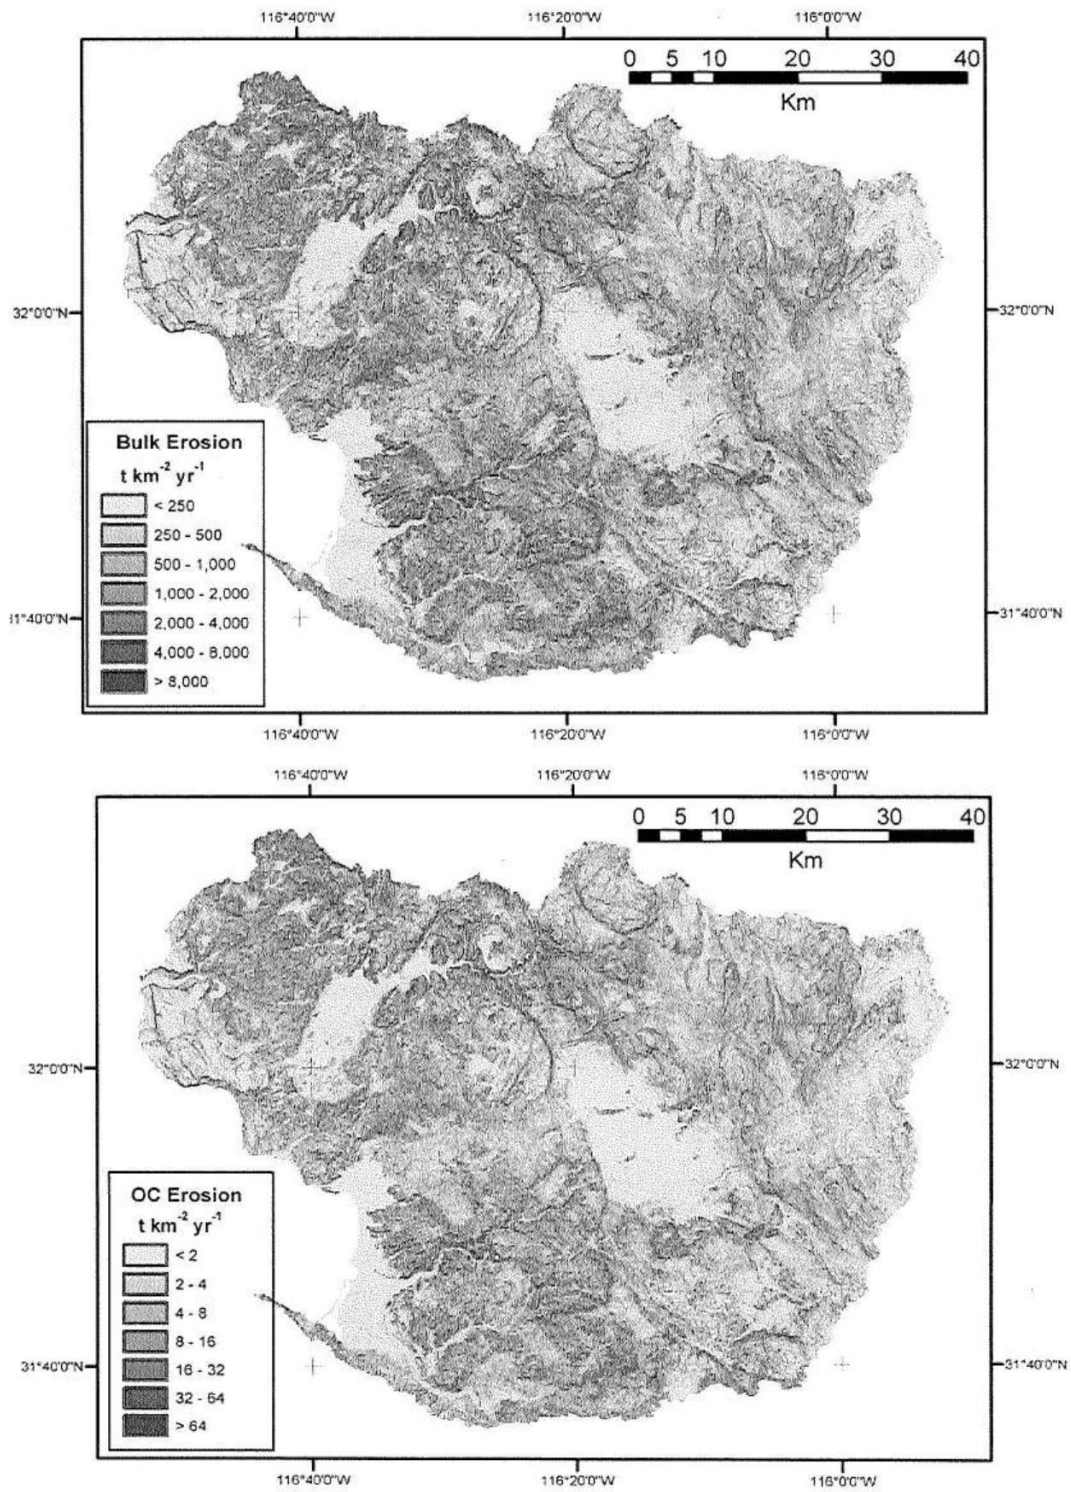 116°40'0"W 116°20'0"W 116°0'0"W
0 5 10 20 30 40
Km
32°0'0"N 32°0'0"N
Bulk Erosion
t km⁻² yr⁻¹
< 250
250 - 500
500 - 1,000
1,000 - 2,000
2,000 - 4,000
4,000 - 8,000
> 8,000
31°40'0"N 31°40'0"N
116°40'0"W 116°20'0"W 116°0'0"W
116°40'0"W 116°20'0"W 116°0'0"W
0 5 10 20 30 40
Km
32°0'0"N 32°0'0"N
OC Erosion
t km⁻² yr⁻¹
< 2
2 - 4
4 - 8
8 - 16
16 - 32
32 - 64
> 64
31°40'0"N 31°40'0"N
116°40'0"W 116°20'0"W 116°0'0"W